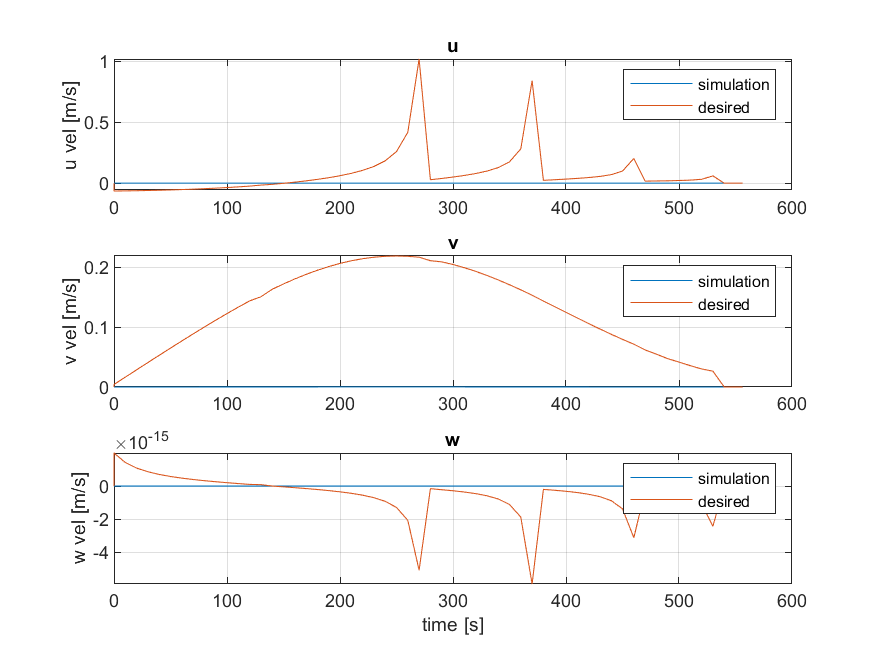 u
u vel [m/s]
1
0.5
0
simulation
desired
0 100 200 300 400 500 600
v
v vel [m/s]
0.2
0.1
0
simulation
desired
0 100 200 300 400 500 600
×10-15
w
w vel [m/s]
0
-2
-4
simulation
desired
0 100 200 300 400 500 600
time [s]